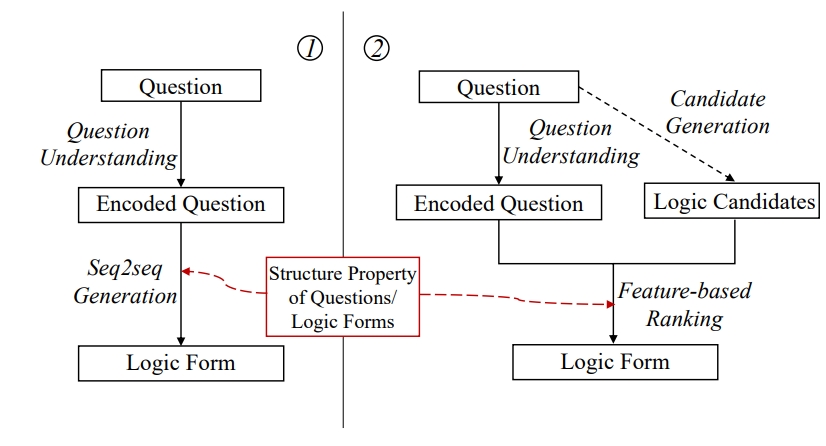 ①
Question
Question
Understanding
Encoded Question
Seq2seq
Generation
Logic Form
Structure Property
of Questions/
Logic Forms
②
Question
Candidate
Generation
Question
Understanding
Encoded Question
Logic Candidates
Feature-based
Ranking
Logic Form